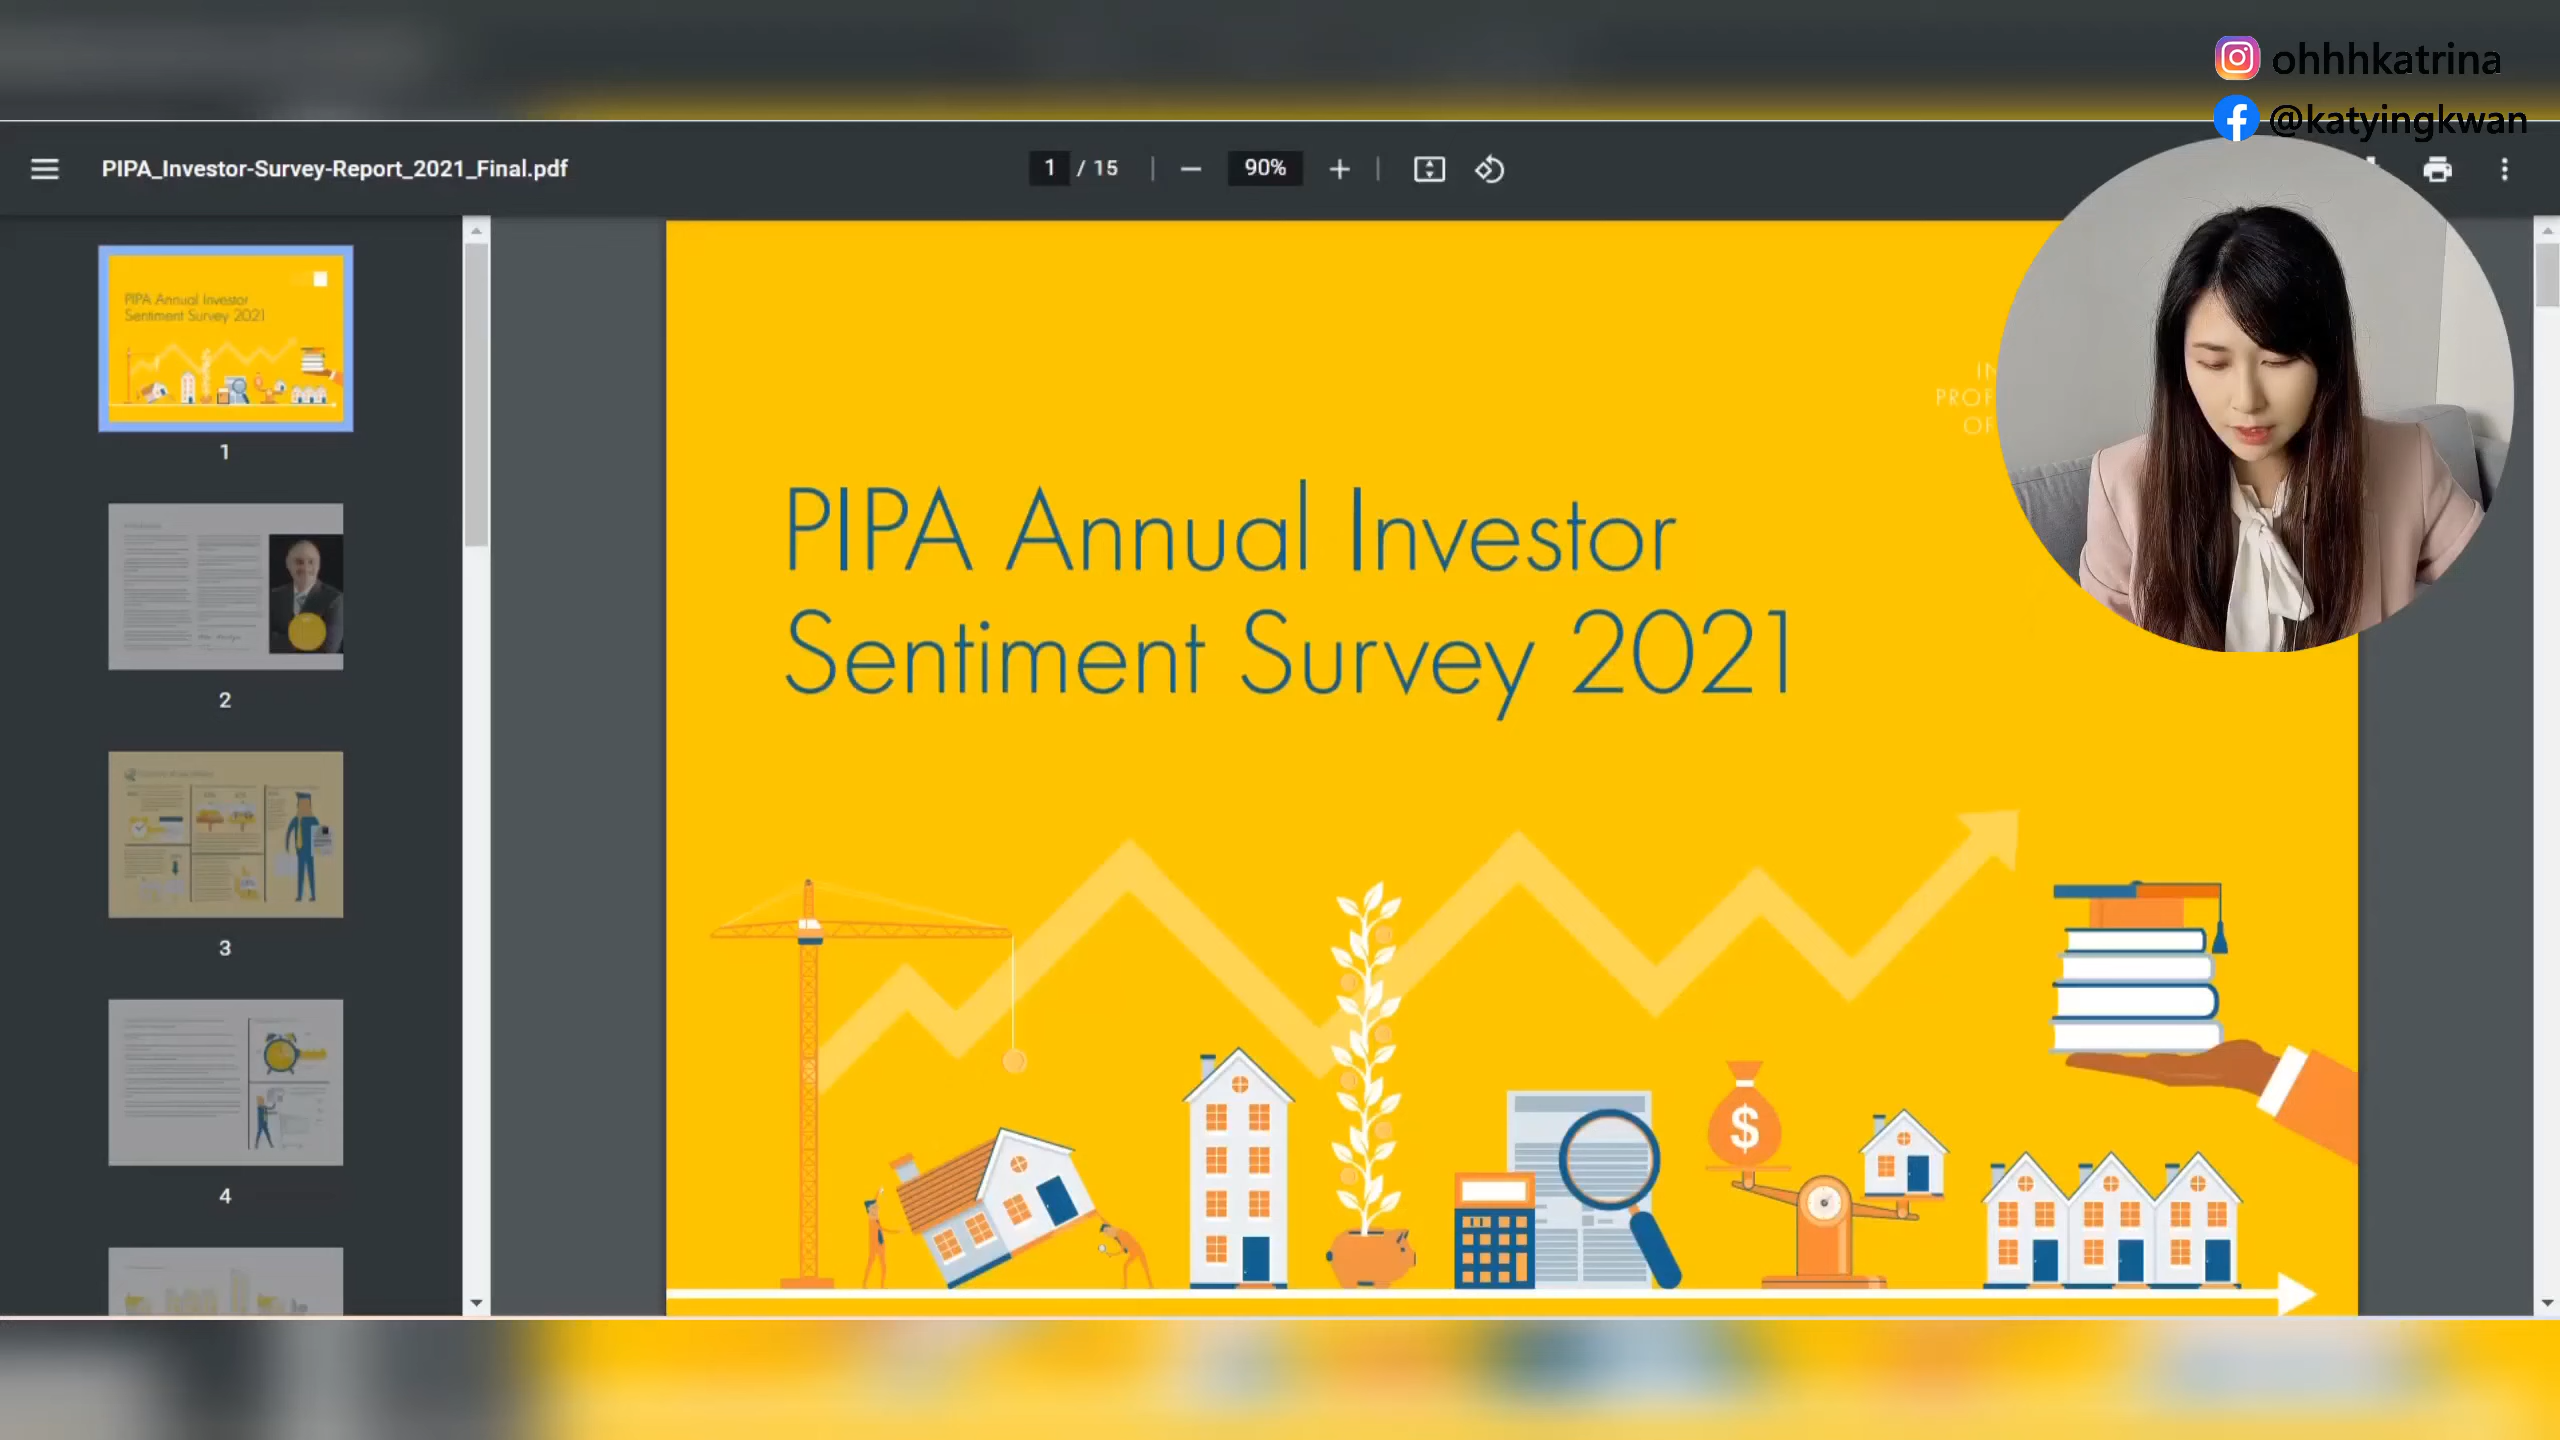 ohhhkatrina
@katyingkwan
PIPA_Investor-Survey-Report_2021_Final.pdf
1 / 15
90%
PIPA Annual Investor
Sentiment Survey 2021
1
2
3
4
PIPA Annual Investor
Sentiment Survey 2021
$